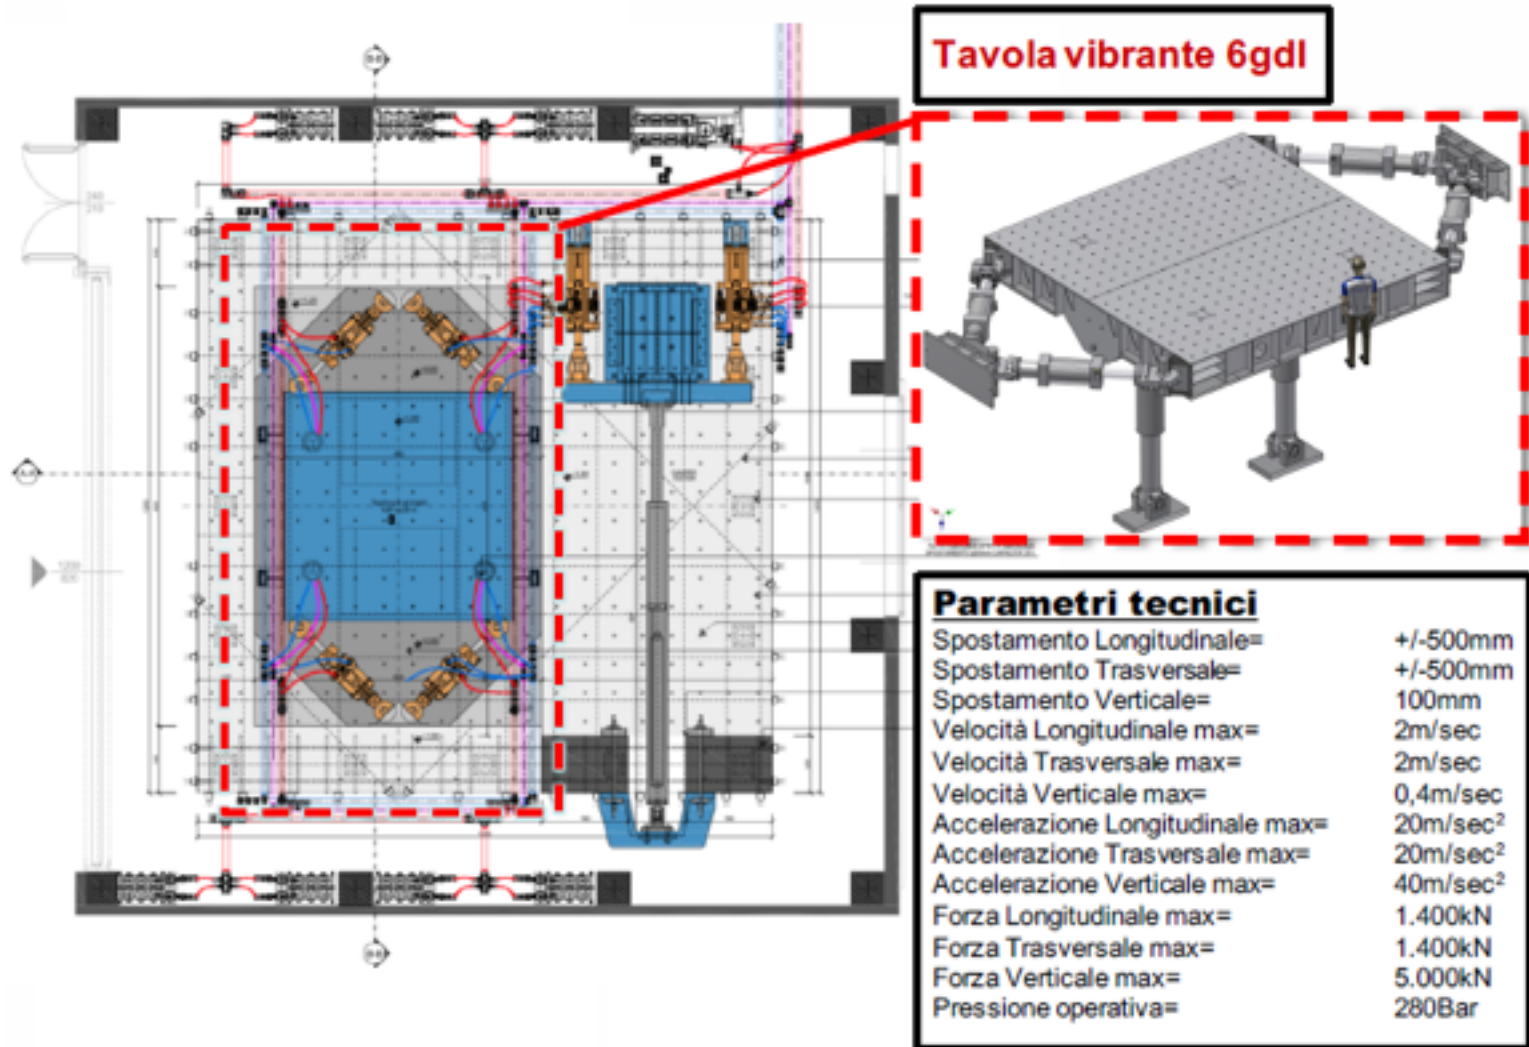 Tavola vibrante 6gdl
Parametri tecnici
Spostamento Longitudinale= +/-500mm
Spostamento Trasversale= +/-500mm
Spostamento Verticale= 100mm
Velocità Longitudinale max= 2m/sec
Velocità Trasversale max= 2m/sec
Velocità Verticale max= 0,4m/sec
Accelerazione Longitudinale max= 20m/sec²
Accelerazione Trasversale max= 20m/sec²
Accelerazione Verticale max= 40m/sec²
Forza Longitudinale max= 1.400kN
Forza Trasversale max= 1.400kN
Forza Verticale max= 5.000kN
Pressione operativa= 280Bar